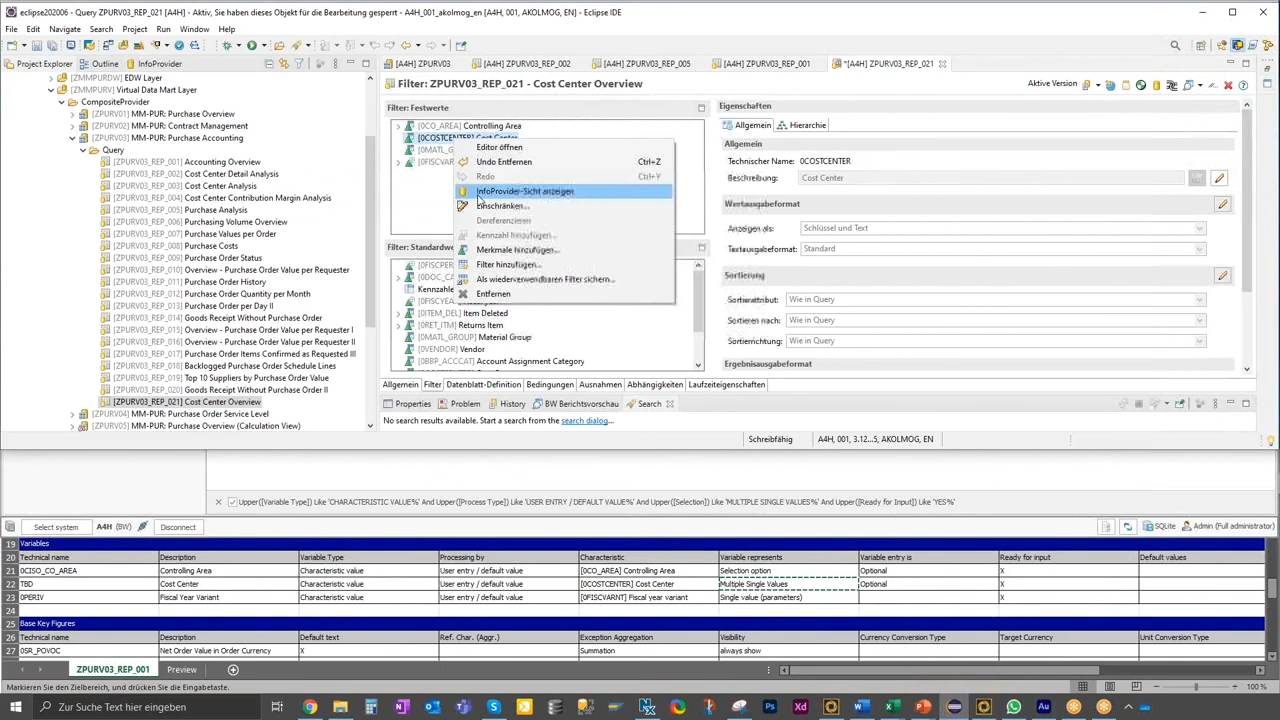 eclipse202006 - Query ZPURV03_REP_021 [A4H] - Aktiv, Sie haben dieses Objekt für die Bearbeitung gesperrt - A4H_001_akolmog_en [A4H, 001, AKOLMOG, EN] - Eclipse IDE
File Edit Navigate Search Project Run Window Help
Project Explorer Outline InfoProvider
[A4H] ZPURV03 [A4H] ZPURV03_REP_002 [A4H] ZPURV03_REP_005 [A4H] ZPURV03_REP_001 *[A4H] ZPURV03_REP_021
[ZMMPURDW] EDW Layer
[ZMMPURDV] Virtual Data Mart Layer
CompositeProvider
[ZPURV01] MM-PUR: Purchase Overview
[ZPURV02] MM-PUR: Contract Management
[ZPURV03] MM-PUR: Purchase Accounting
Query
[ZPURV03_REP_001] Accounting Overview
[ZPURV03_REP_002] Cost Center Detail Analysis
[ZPURV03_REP_003] Cost Center Analysis
[ZPURV03_REP_004] Cost Center Contribution Margin Analysis
[ZPURV03_REP_005] Purchase Analysis
[ZPURV03_REP_006] Purchase Order Overview
[ZPURV03_REP_007] Purchase Values per Order
[ZPURV03_REP_008] Purchase Costs
[ZPURV03_REP_009] Purchase Order Status
[ZPURV03_REP_010] Overview - Purchase Order Value per Requester
[ZPURV03_REP_011] Purchase Order History
[ZPURV03_REP_012] Purchase Order Quantity per Month
[ZPURV03_REP_013] Purchase Order per Day II
[ZPURV03_REP_014] Goods Receipt Without Purchase Order
[ZPURV03_REP_015] Overview - Purchase Order Value per Requester I
[ZPURV03_REP_016] Overview - Purchase Order Value per Requester II
[ZPURV03_REP_017] Purchase Order Items Confirmed as Requested III
[ZPURV03_REP_018] Backlogged Purchase Order Schedule Lines
[ZPURV03_REP_019] Top 10 Suppliers by Purchase Order Value
[ZPURV03_REP_020] Goods Receipt Without Purchase Order II
[ZPURV03_REP_021] Cost Center Overview
[ZPURV04] MM-PUR: Purchase Order Service Level
[ZPURV05] MM-PUR: Purchase Overview (Calculation View)
Filter: ZPURV03_REP_021 - Cost Center Overview
Aktive Version
Filter: Festwerte
[0CO_AREA] Controlling Area
[0COSTCENTER] Cost Center
[0MATL_G
[0FISCVAR
Editor öffnen
Undo Entfernen Ctrl+Z
Redo Ctrl+Y
InfoProvider-Sicht anzeigen
Einschränken...
Dereferenzieren
Kennzahl hinzufügen...
Merkmale hinzufügen...
Filter hinzufügen...
Als wiederverwendbaren Filter sichern...
Entfernen
Filter: Standardwe
[0FISCPER
[0DOC_CA
Kennzahle
[0FISCYEA
[0ITEM_DEL] Item Deleted
[0RET_ITM] Returns Item
[0MATL_GROUP] Material Group
[0VENDOR] Vendor
[0BBP_ACCCAT] Account Assignment Category
Eigenschaften
Allgemein Hierarchie
Allgemein
Technischer Name: 0COSTCENTER
Beschreibung: Cost Center
Wertausgabeformat
Anzeigen als: Schlüssel und Text
Textausgabeformat: Standard
Sortierung
Sortierattribut: Wie in Query
Sortieren nach: Wie in Query
Sortierrichtung: Wie in Query
Ergebnisausgabeformat
Allgemein Filter Datenblatt-Definition Bedingungen Ausnahmen Abhängigkeiten Laufzeiteigenschaften
Properties Problem History BW Berichtsvorschau Search
No search results available. Start a search from the search dialog...
Schreibfähig A4H, 001, 3.12...5, AKOLMOG, EN
Upper([Variable Type]) Like 'CHARACTERISTIC VALUE%' And Upper([Process Type]) Like 'USER ENTRY / DEFAULT VALUE%' And Upper([Selection]) Like 'MULTIPLE SINGLE VALUES%' And Upper([Ready for Input]) Like 'YES%'
Select system A4H (BW) Disconnect SQLite Admin (Full administrator)
19 Variables
20 Technical name Description Variable Type Processing by Characteristic Variable represents Variable entry is Ready for input Default values
21 0CISO_CO_AREA Controlling Area Characteristic value User entry / default value [0CO_AREA] Controlling Area Selection option Optional X
22 TBD Cost Center Characteristic value User entry / default value [0COSTCENTER] Cost Center Multiple Single Values Optional X
23 0PERIV Fiscal Year Variant Characteristic value User entry / default value [0FISCVARNT] Fiscal year variant Single value (parameters) X
24
25 Base Key Figures
26 Technical name Description Default text Ref. Char. (Aggr.) Exception Aggregation Visibility Currency Conversion Type Target Currency Unit Conversion Type
27 0SR_POVOC Net Order Value in Order Currency X Summation always show
ZPURV03_REP_001 Preview
Markieren Sie den Zielbereich, und drücken Sie die Eingabetaste. 100 %
Zur Suche Text hier eingeben